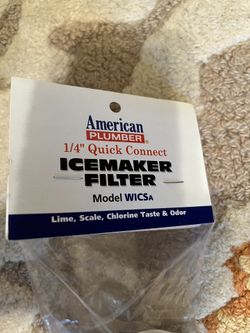 American
PLUMBER®
1/4" Quick Connect
ICEMAKER
FILTER
Model WICSA
Lime, Scale, Chlorine Taste & Odor